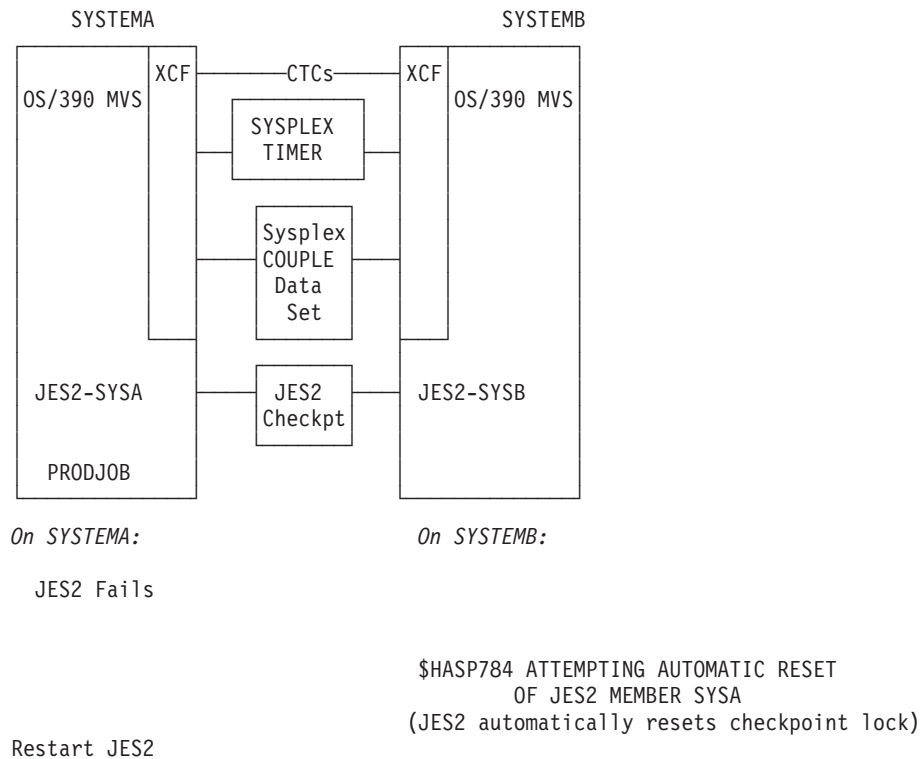 SYSTEMA SYSTEMB
XCF CTCs XCF
OS/390 MVS OS/390 MVS
SYSPLEX
TIMER
Sysplex
COUPLE
Data
Set
JES2-SYSA JES2 JES2-SYSB
Checkpt
PRODJOB
On SYSTEMA: On SYSTEMB:
JES2 Fails
$HASP784 ATTEMPTING AUTOMATIC RESET
OF JES2 MEMBER SYSA
(JES2 automatically resets checkpoint lock)
Restart JES2